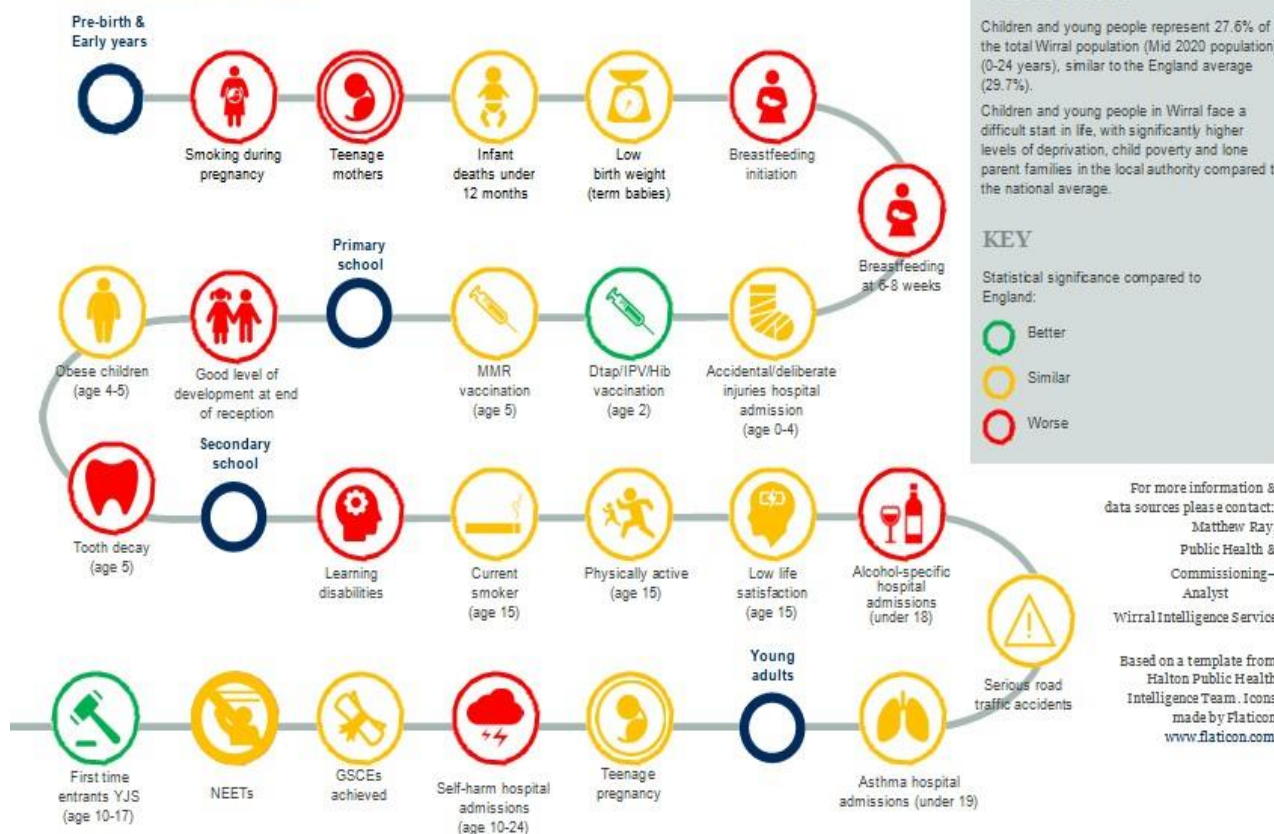 Pre-birth &
Early years
Smoking during
pregnancy
Teenage
mothers
Infant
deaths under
12 months
Low
birth weight
(term babies)
Breastfeeding
initiation
Breastfeeding
at 6-8 weeks
Primary
school
Obese children
(age 4-5)
Good level of
development at end
of reception
MMR
vaccination
(age 5)
Dtap/IPV/Hib
vaccination
(age 2)
Accidental/deliberate
injuries hospital
admission
(age 0-4)
Secondary
school
Tooth decay
(age 5)
Learning
disabilities
Current
smoker
(age 15)
Physically active
(age 15)
Low life
satisfaction
(age 15)
Alcohol-specific
hospital
admissions
(under 18)
Serious road
traffic accidents
Young
adults
First time
entrants YJS
(age 10-17)
NEETs
GSCEs
achieved
Self-harm hospital
admissions
(age 10-24)
Teenage
pregnancy
Asthma hospital
admissions (under 19)
Children and young people represent 27.6% of
the total Wirral population (Mid 2020 population
(0-24 years), similar to the England average
(29.7%).
Children and young people in Wirral face a
difficult start in life, with significantly higher
levels of deprivation, child poverty and lone
parent families in the local authority compared t
the national average.
KEY
Statistical significance compared to
England:
Better
Similar
Worse
For more information &
data sources please contact:
Matthew Ray
Public Health &
Commissioning–
Analyst
Wirral Intelligence Service
Based on a template from
Halton Public Health
Intelligence Team. Icons
made by Flaticon
www.flaticon.com